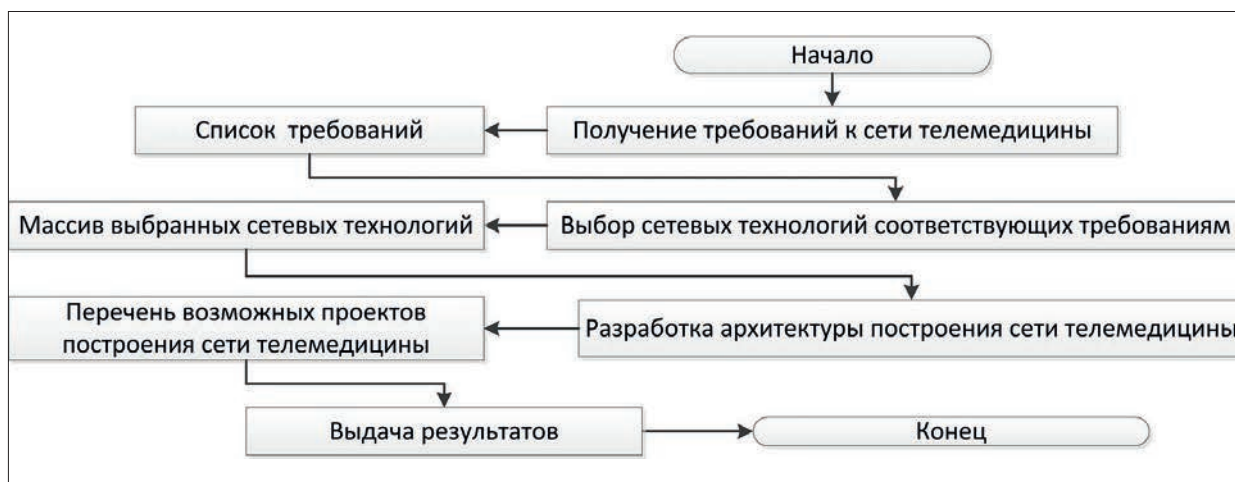 Начало
Список требований
Получение требований к сети телемедицины
Массив выбранных сетевых технологий
Выбор сетевых технологий соответствующих требованиям
Перечень возможных проектов
построения сети телемедицины
Разработка архитектуры построения сети телемедицины
Выдача результатов
Конец